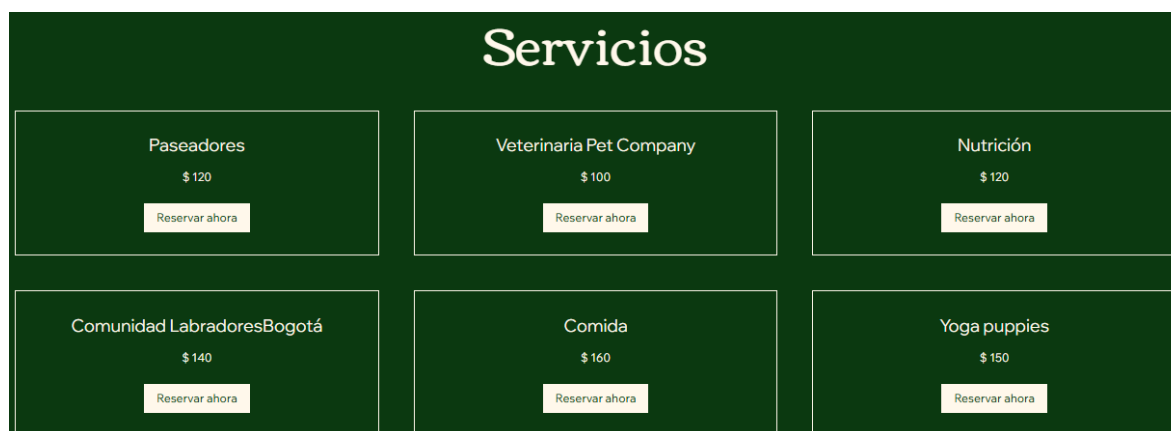 Servicios
Paseadores
$ 120
Reservar ahora
Veterinaria Pet Company
$ 100
Reservar ahora
Nutrición
$ 120
Reservar ahora
Comunidad LabradoresBogotá
$ 140
Reservar ahora
Comida
$ 160
Reservar ahora
Yoga puppies
$ 150
Reservar ahora